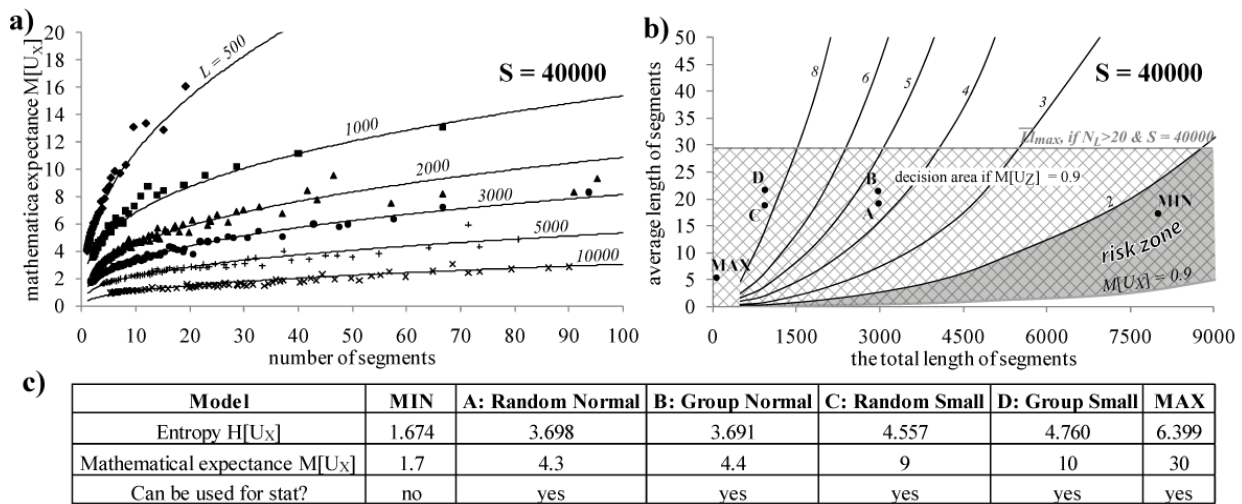 a)
mathematica expectance M[Ux]
20
18
16
14
12
10
8
6
4
2
0
L = 500
1000
2000
3000
5000
10000
S = 40000
0 10 20 30 40 50 60 70 80 90 100
number of segments
b)
average length of segments
50
45
40
35
30
25
20
15
10
5
0
8
6
5
4
3
2
S = 40000
U̅max, if NL>20 & S = 40000
decision area if M[Uz] = 0.9
D
C
B
A
MAX
MIN
risk zone
M[Ux] = 0.9
0 1500 3000 4500 6000 7500 9000
the total length of segments
c)
Model MIN A: Random Normal B: Group Normal C: Random Small D: Group Small MAX
Entropy H[Ux] 1.674 3.698 3.691 4.557 4.760 6.399
Mathematical expectance M[Ux] 1.7 4.3 4.4 9 10 30
Can be used for stat? no yes yes yes yes yes